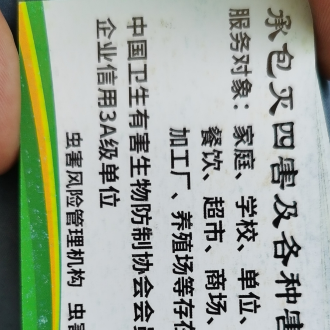 承包灭四害及各种害
服务对象：家庭、学校、单位、
餐饮、超市、商场、
加工厂、养殖场等存在
中国卫生有害生物防制协会会员
企业信用3A级单位
虫害风险管理机构 虫害